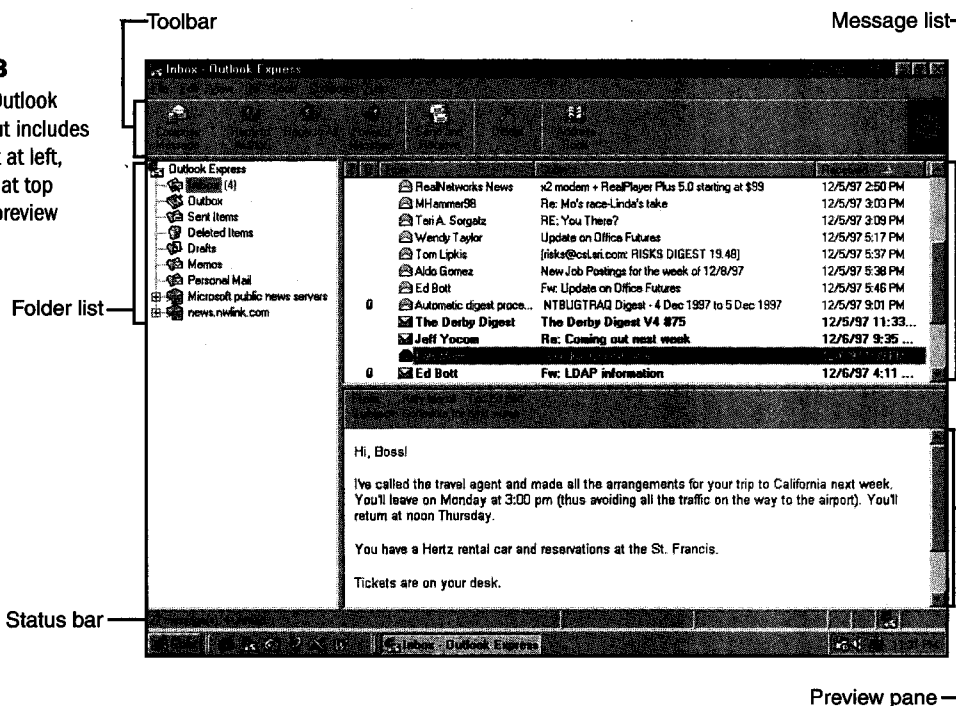 Toolbar
Message list
3
Outlook
includes
at left,
at top
preview
Inbox - Outlook Express
Outlook Express
Inbox (4)
Outbox
Sent Items
Deleted Items
Drafts
Memos
Personal Mail
Microsoft public news servers
news.nwlink.com
RealNetworks News x2 modem + RealPlayer Plus 5.0 starting at $99 12/5/97 2:50 PM
MHammer98 Re: Mo's race-Linda's take 12/5/97 3:03 PM
Teri A. Sorgatz RE: You There? 12/5/97 3:09 PM
Wendy Taylor Update on Office Futures 12/5/97 5:17 PM
Tom Lipkis [risks@csl.sri.com: RISKS DIGEST 19.48] 12/5/97 5:37 PM
Aldo Gomez New Job Postings for the week of 12/8/97 12/5/97 5:38 PM
Ed Bott Fw: Update on Office Futures 12/5/97 5:46 PM
Automatic digest proce... NTBUGTRAQ Digest - 4 Dec 1997 to 5 Dec 1997 12/5/97 9:01 PM
The Derby Digest The Derby Digest V4 #75 12/5/97 11:33...
Jeff Yocom Re: Coming out next week 12/6/97 9:35 ...
Ed Bott Fw: LDAP information 12/6/97 4:11 ...
Folder list
Hi, Boss!
I've called the travel agent and made all the arrangements for your trip to California next week.
You'll leave on Monday at 3:00 pm (thus avoiding all the traffic on the way to the airport). You'll
return at noon Thursday.
You have a Hertz rental car and reservations at the St. Francis.
Tickets are on your desk.
Status bar
Inbox - Outlook Express
Preview pane